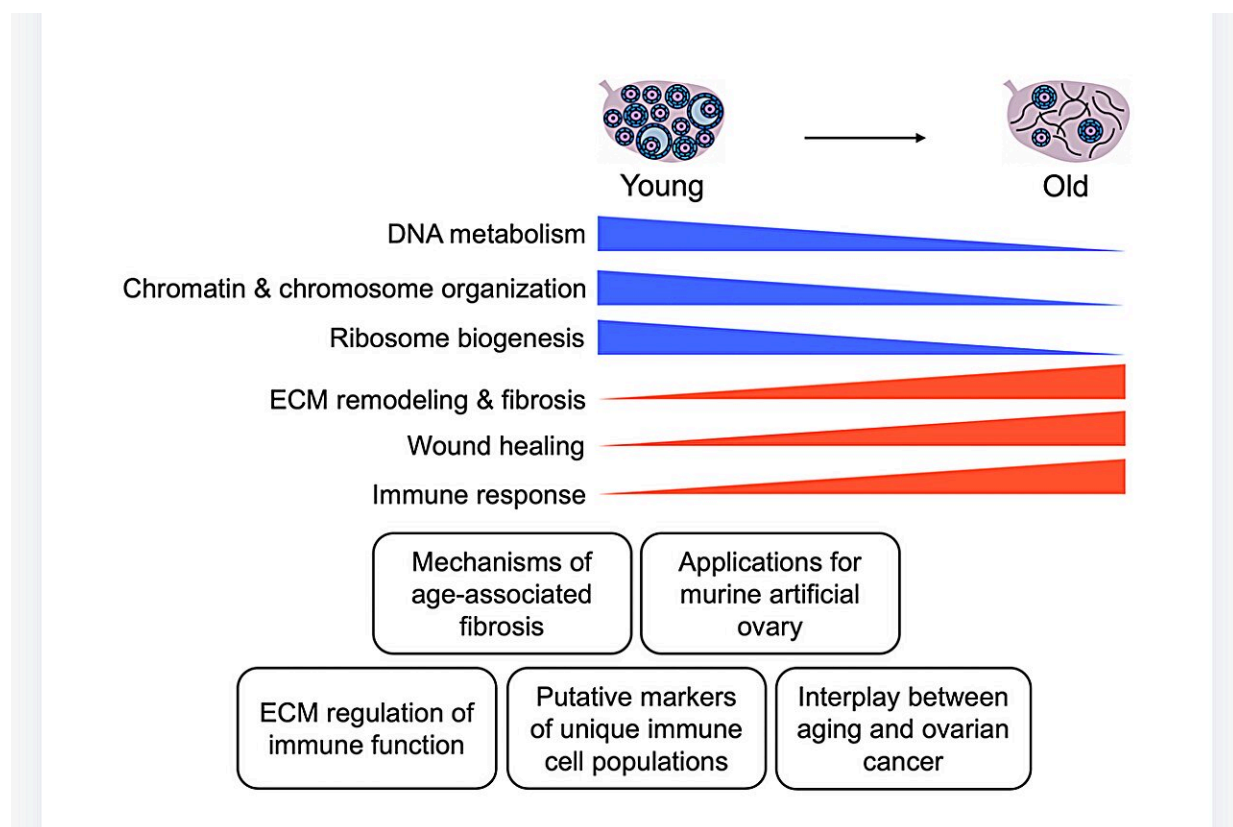 Young
Old
DNA metabolism
Chromatin & chromosome organization
Ribosome biogenesis
ECM remodeling & fibrosis
Wound healing
Immune response
Mechanisms of
age-associated
fibrosis
Applications for
murine artificial
ovary
ECM regulation of
immune function
Putative markers
of unique immune
cell populations
Interplay between
aging and ovarian
cancer